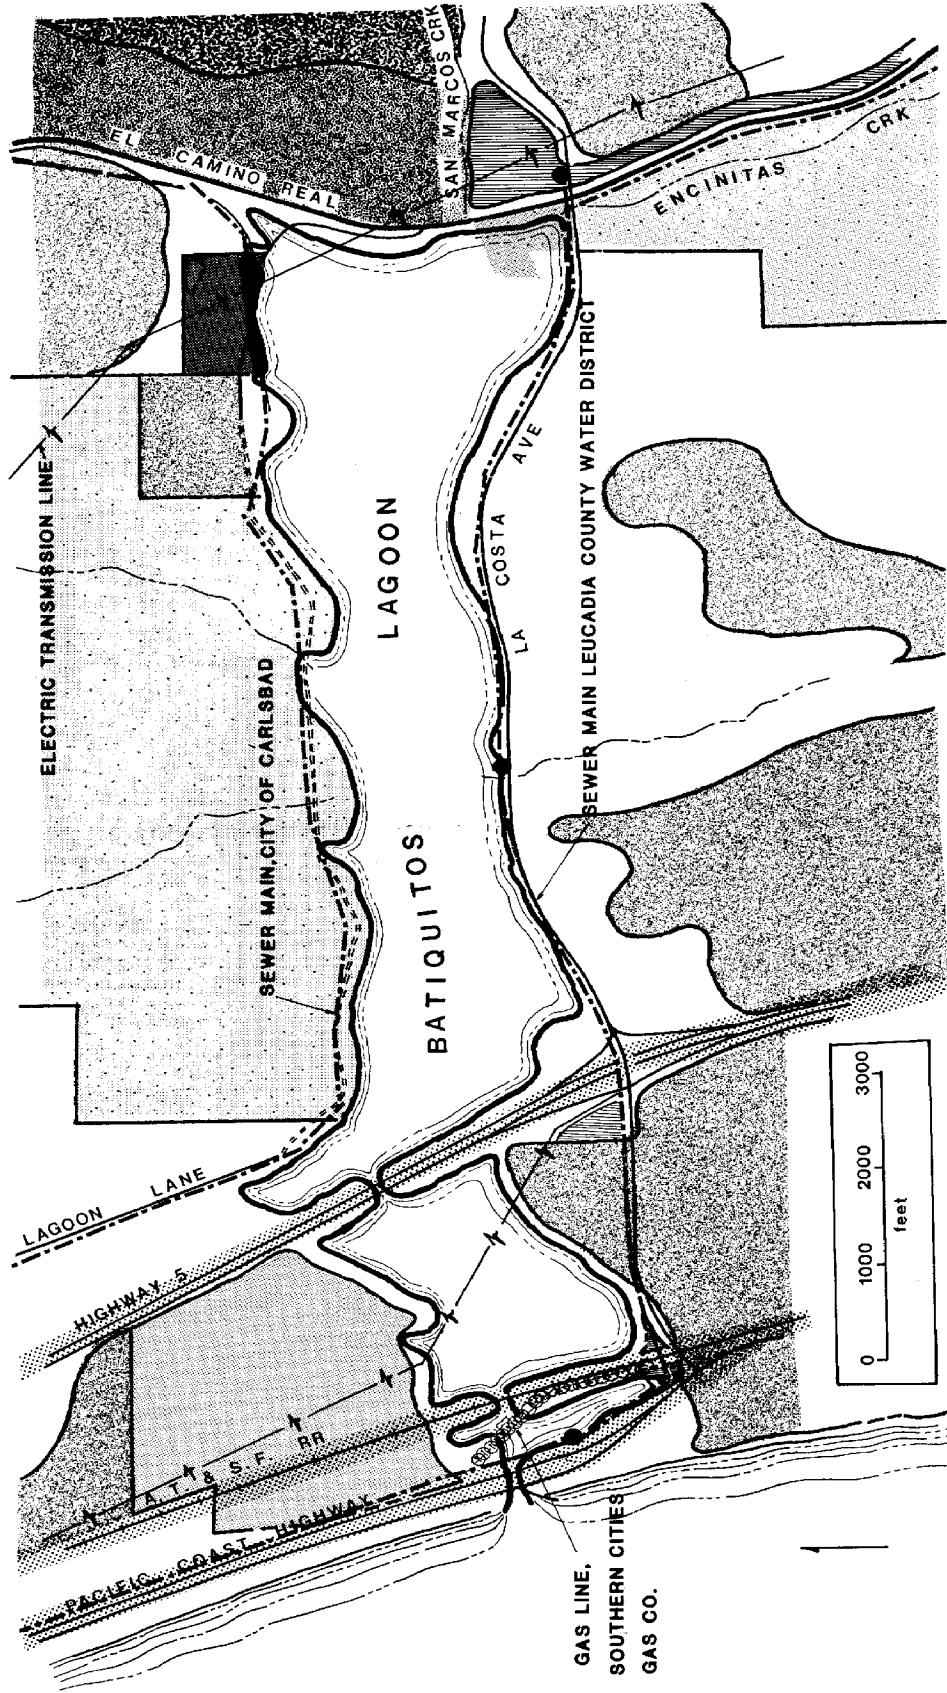 EL CAMINO REAL
SAN MARCOS CRK
ENCINITAS CRK
ELECTRIC TRANSMISSION LINE
SEWER MAIN, CITY OF CARLSBAD
BATIQUITOS LAGOON
LA COSTA AVE
SEWER MAIN LEUCADIA COUNTY WATER DISTRICT
LAGOON LANE
HIGHWAY 5
A. T. & S. F. RR
PACIFIC COAST HIGHWAY
GAS LINE,
SOUTHERN CITIES
GAS CO.
0 1000 2000 3000
feet